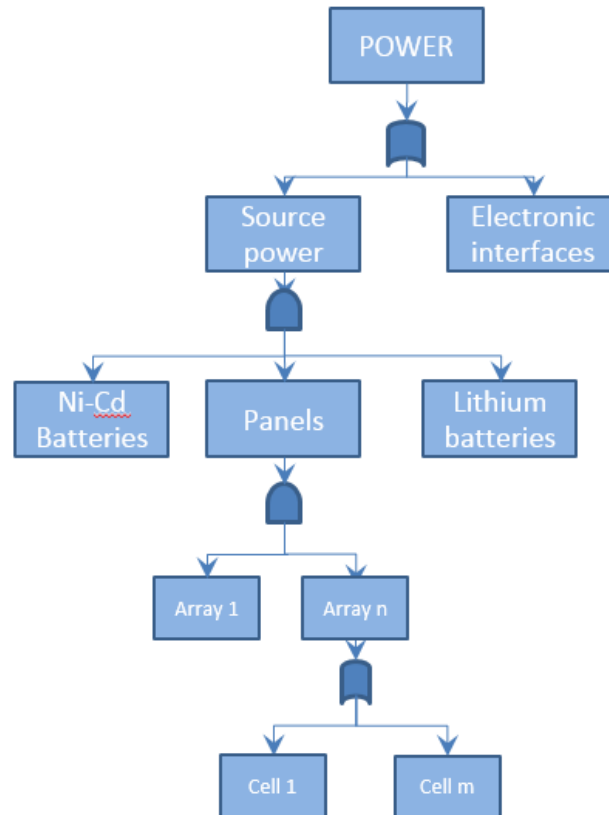 POWER
Source
power
Electronic
interfaces
Ni-Cd
Batteries
Panels
Lithium
batteries
Array 1
Array n
Cell 1
Cell m